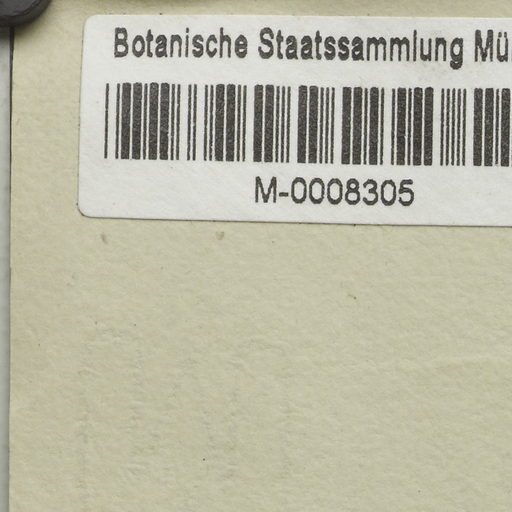 Botanische Staatssammlung Mü
M-0008305